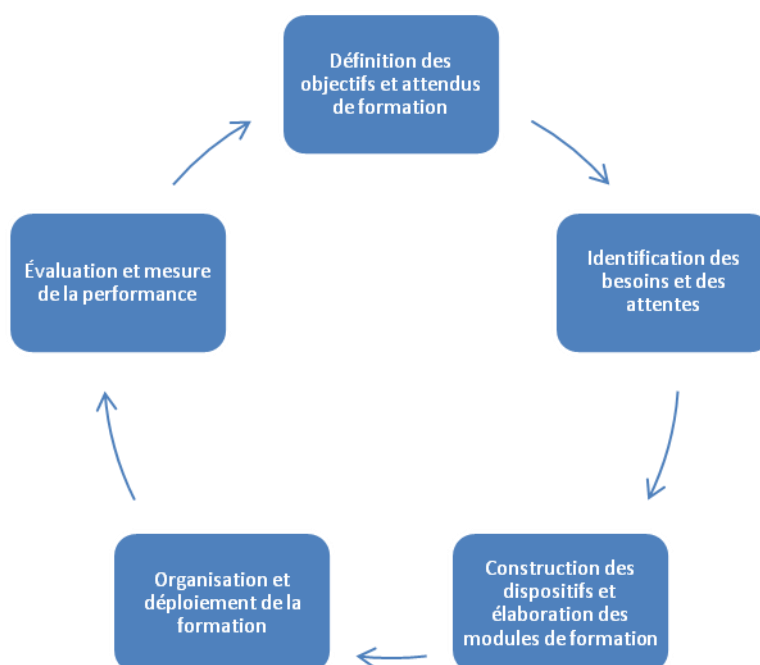 Définition des
objectifs et attendus
de formation
Identification des
besoins et des
attentes
Construction des
dispositifs et
élaboration des
modules de formation
Organisation et
déploiement de la
formation
Évaluation et mesure
de la performance